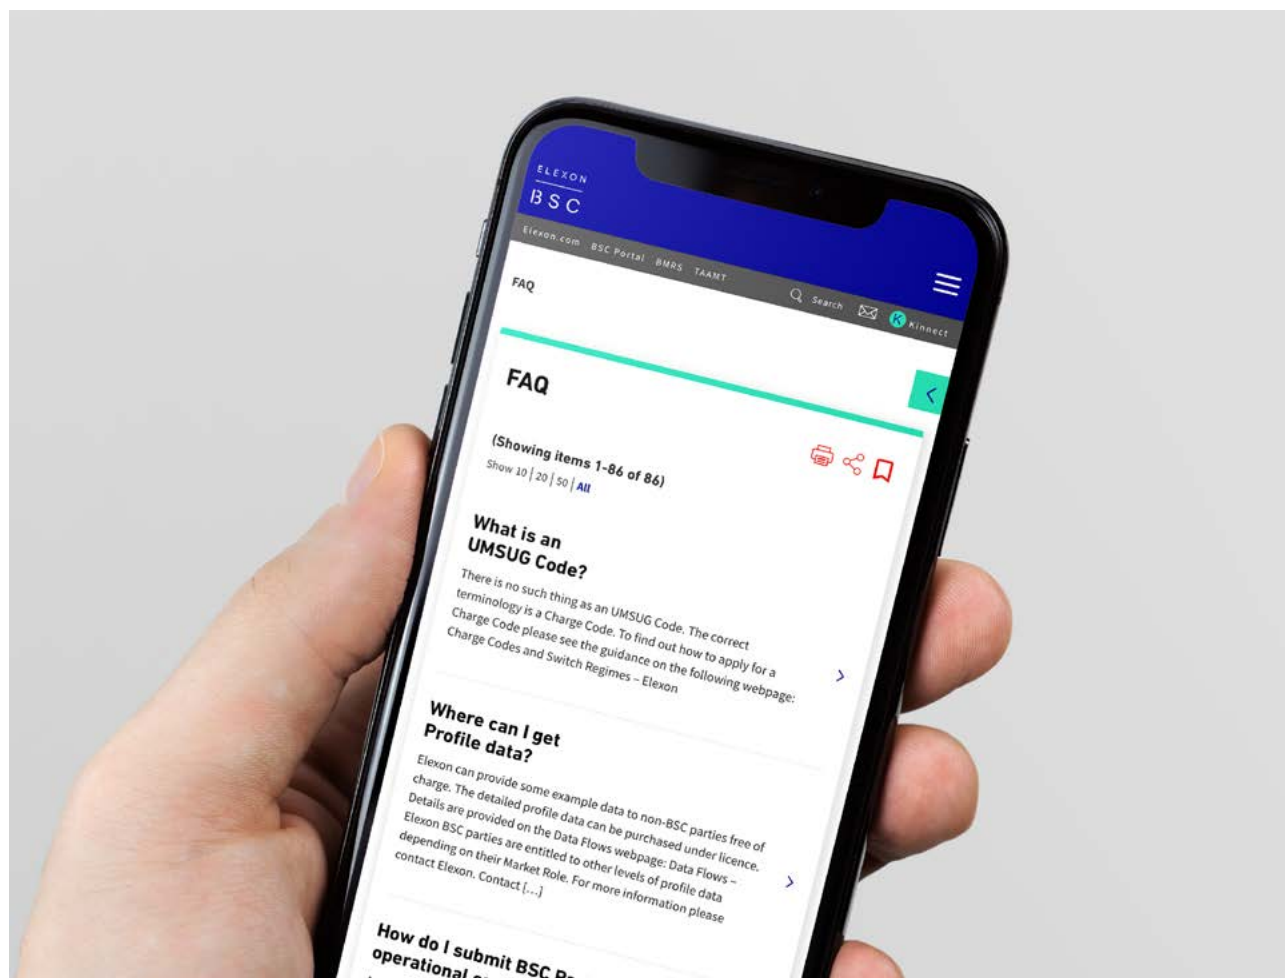 ELEXON
BSC
Elexon.com BSC Portal BMRS TAAMT
Search Kinnect
FAQ
FAQ
(Showing items 1-86 of 86)
Show 10 | 20 | 50 | All
What is an
UMSUG Code?
There is no such thing as an UMSUG Code. The correct
terminology is a Charge Code. To find out how to apply for a
Charge Code please see the guidance on the following webpage:
Charge Codes and Switch Regimes – Elexon
Where can I get
Profile data?
Elexon can provide some example data to non-BSC parties free of
charge. The detailed profile data can be purchased under licence.
Details are provided on the Data Flows webpage: Data Flows –
Elexon BSC parties are entitled to other levels of profile data
depending on their Market Role. For more information please
contact Elexon. Contact [...]
How do I submit BSC
operational